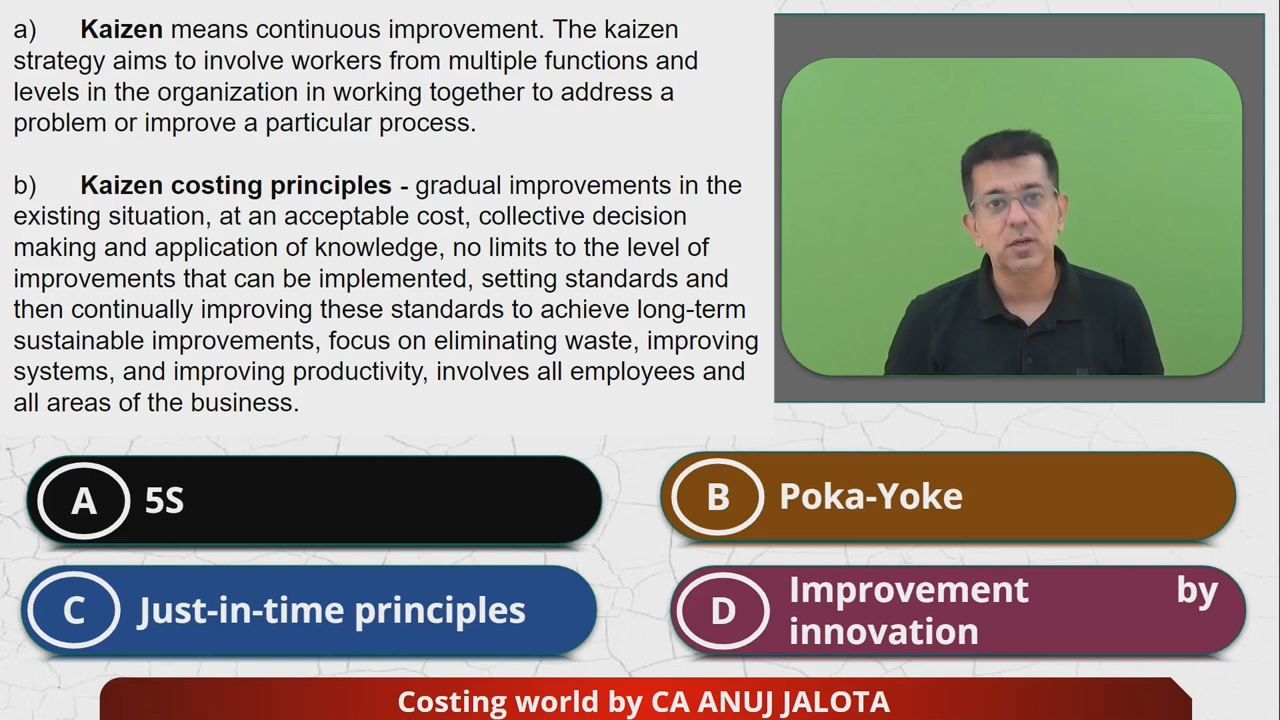 a) Kaizen means continuous improvement. The kaizen
strategy aims to involve workers from multiple functions and
levels in the organization in working together to address a
problem or improve a particular process.
b) Kaizen costing principles - gradual improvements in the
existing situation, at an acceptable cost, collective decision
making and application of knowledge, no limits to the level of
improvements that can be implemented, setting standards and
then continually improving these standards to achieve long-term
sustainable improvements, focus on eliminating waste, improving
systems, and improving productivity, involves all employees and
all areas of the business.
A 5S
B Poka-Yoke
C Just-in-time principles
D Improvement by
innovation
Costing world by CA ANUJ JALOTA